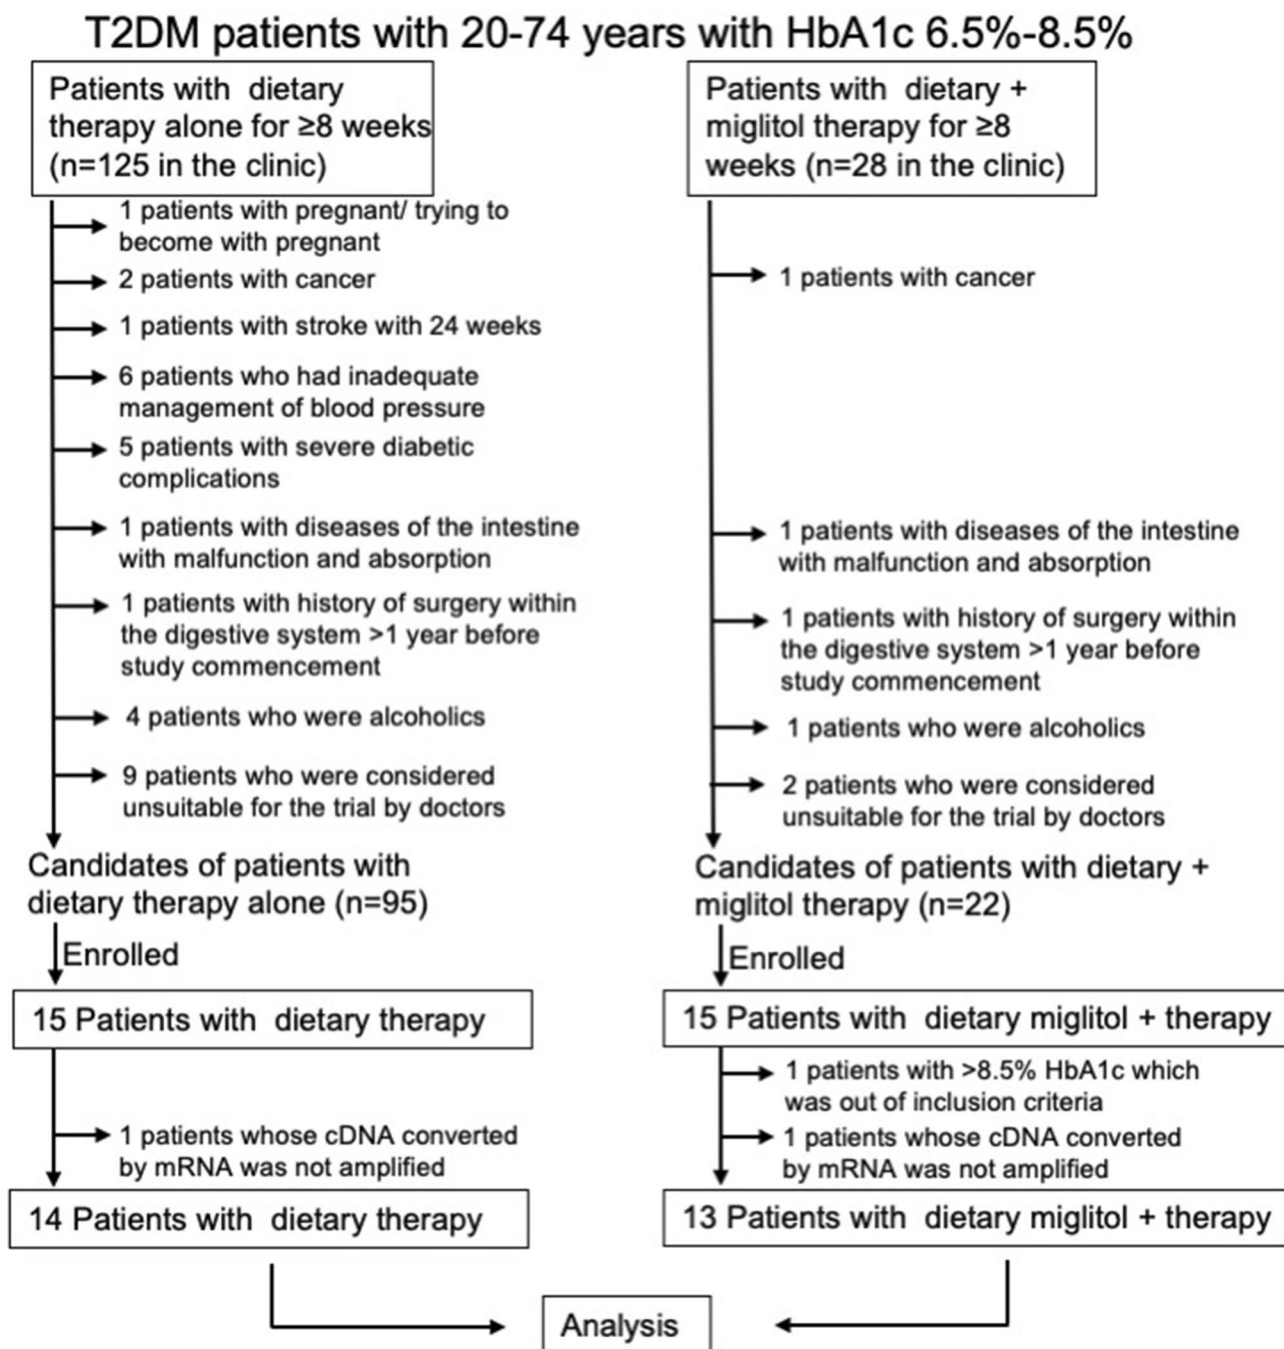 T2DM patients with 20-74 years with HbA1c 6.5%-8.5%
Patients with dietary
therapy alone for ≥8 weeks
(n=125 in the clinic)
1 patients with pregnant/ trying to
become with pregnant
2 patients with cancer
1 patients with stroke with 24 weeks
6 patients who had inadequate
management of blood pressure
5 patients with severe diabetic
complications
1 patients with diseases of the intestine
with malfunction and absorption
1 patients with history of surgery within
the digestive system >1 year before
study commencement
4 patients who were alcoholics
9 patients who were considered
unsuitable for the trial by doctors
Candidates of patients with
dietary therapy alone (n=95)
Enrolled
15 Patients with dietary therapy
1 patients whose cDNA converted
by mRNA was not amplified
14 Patients with dietary therapy
Patients with dietary +
miglitol therapy for ≥8
weeks (n=28 in the clinic)
1 patients with cancer
1 patients with diseases of the intestine
with malfunction and absorption
1 patients with history of surgery within
the digestive system >1 year before
study commencement
1 patients who were alcoholics
2 patients who were considered
unsuitable for the trial by doctors
Candidates of patients with dietary +
miglitol therapy (n=22)
Enrolled
15 Patients with dietary miglitol + therapy
1 patients with >8.5% HbA1c which
was out of inclusion criteria
1 patients whose cDNA converted
by mRNA was not amplified
13 Patients with dietary miglitol + therapy
Analysis